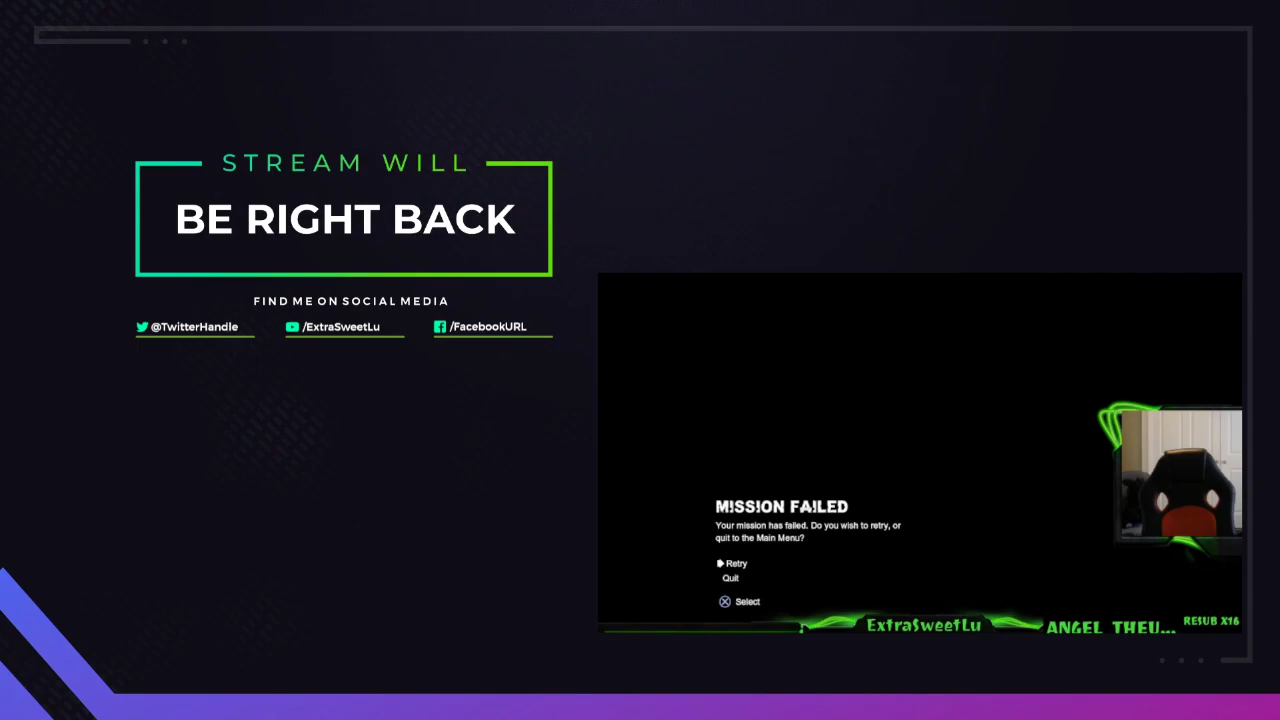 STREAM WILL
BE RIGHT BACK
FIND ME ON SOCIAL MEDIA
@TwitterHandle /ExtraSweetLu /FacebookURL
MISSION FAILED
Your mission has failed. Do you wish to retry, or
quit to the Main Menu?
Retry
Quit
Select
ExtraSweetLu ANGEL THEU... RESUB X16